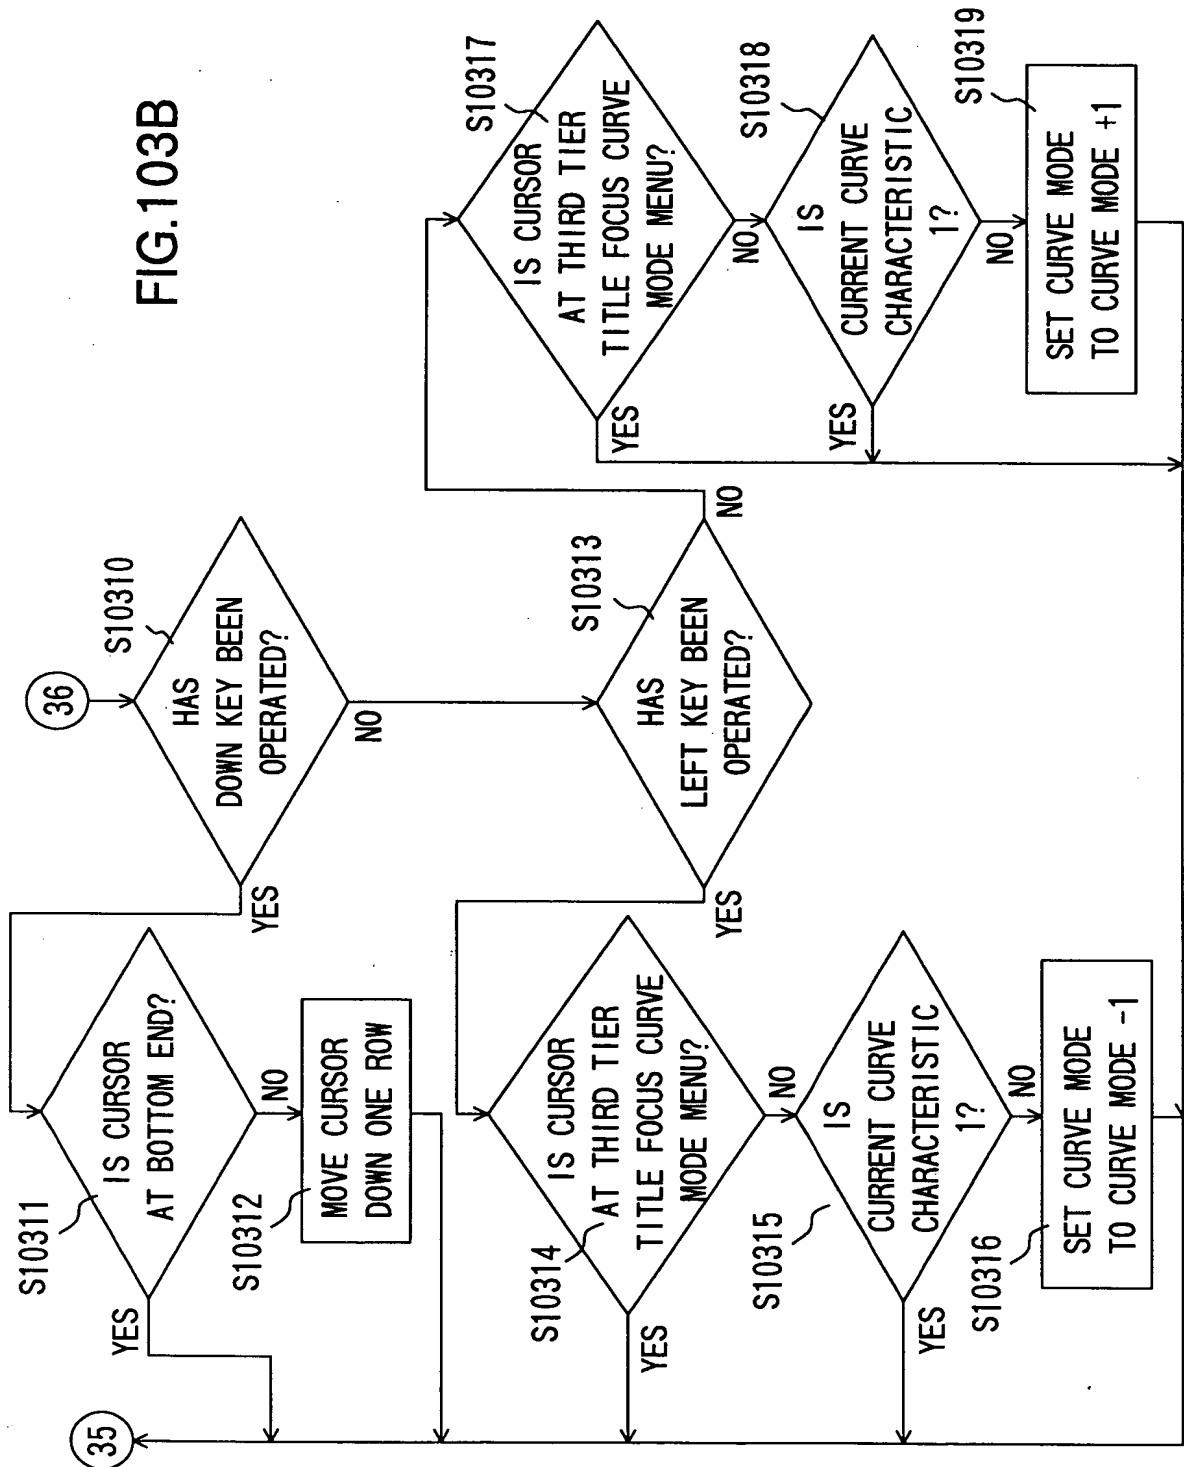 FIG.103B
36
S10310
HAS
DOWN KEY BEEN
OPERATED?
YES
NO
S10311
IS CURSOR
AT BOTTOM END?
YES
NO
S10312
MOVE CURSOR
DOWN ONE ROW
35
S10313
HAS
LEFT KEY BEEN
OPERATED?
YES
NO
S10314
IS CURSOR
AT THIRD TIER
TITLE FOCUS CURVE
MODE MENU?
YES
NO
S10315
IS
CURRENT CURVE
CHARACTERISTIC
1?
YES
NO
S10316
SET CURVE MODE
TO CURVE MODE -1
S10317
IS CURSOR
AT THIRD TIER
TITLE FOCUS CURVE
MODE MENU?
YES
NO
S10318
IS
CURRENT CURVE
CHARACTERISTIC
1?
YES
NO
S10319
SET CURVE MODE
TO CURVE MODE +1